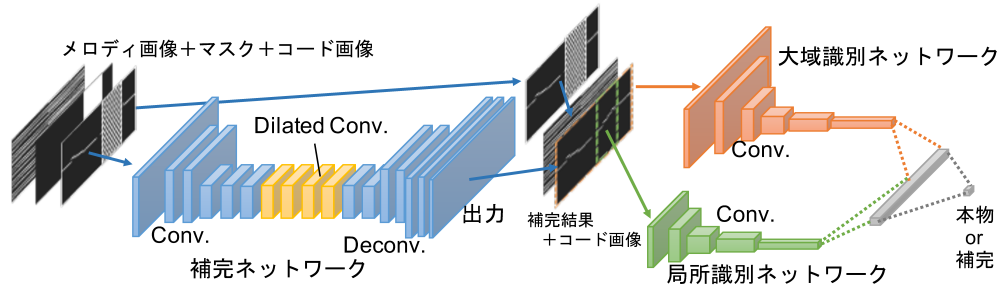 メロディ画像＋マスク＋コード画像
Dilated Conv.
Conv.
Deconv.
出力
補完ネットワーク
補完結果
＋コード画像
大域識別ネットワーク
Conv.
Conv.
局所識別ネットワーク
本物
or
補完